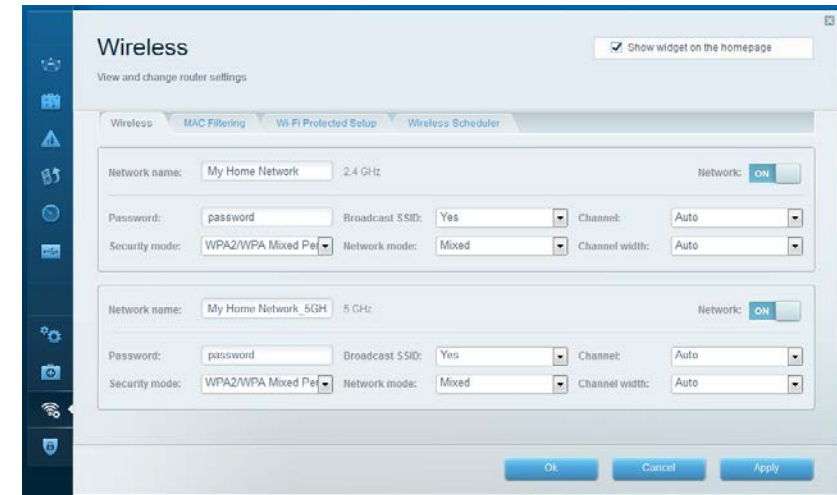 Wireless
Show widget on the homepage
View and change router settings
Wireless MAC Filtering Wi-Fi Protected Setup Wireless Scheduler
Network name: My Home Network 2.4 GHz Network: ON
Password: password Broadcast SSID: Yes Channel: Auto
Security mode: WPA2/WPA Mixed Per Network mode: Mixed Channel width: Auto
Network name: My Home Network_5GH 5 GHz Network: ON
Password: password Broadcast SSID: Yes Channel: Auto
Security mode: WPA2/WPA Mixed Per Network mode: Mixed Channel width: Auto
Ok Cancel Apply